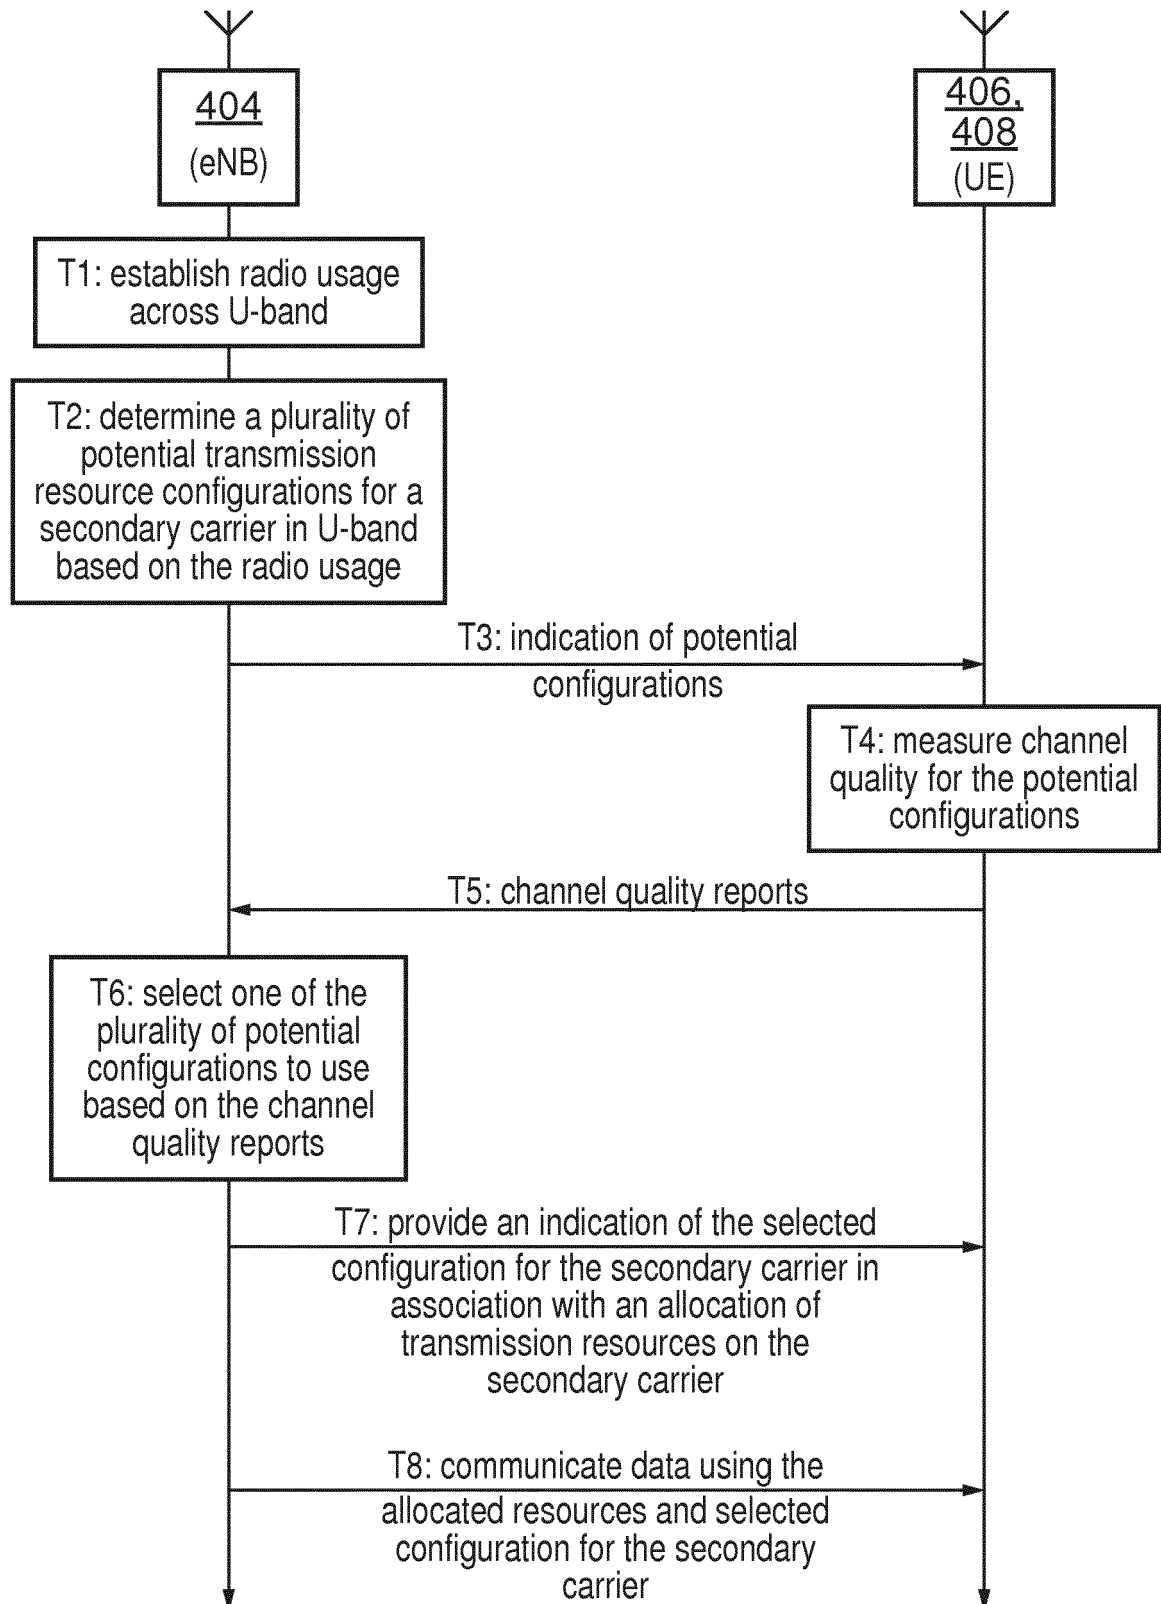 404
(eNB)
406,
408
(UE)
T1: establish radio usage
across U-band
T2: determine a plurality of
potential transmission
resource configurations for a
secondary carrier in U-band
based on the radio usage
T3: indication of potential
configurations
T4: measure channel
quality for the potential
configurations
T5: channel quality reports
T6: select one of the
plurality of potential
configurations to use
based on the channel
quality reports
T7: provide an indication of the selected
configuration for the secondary carrier in
association with an allocation of
transmission resources on the
secondary carrier
T8: communicate data using the
allocated resources and selected
configuration for the secondary
carrier